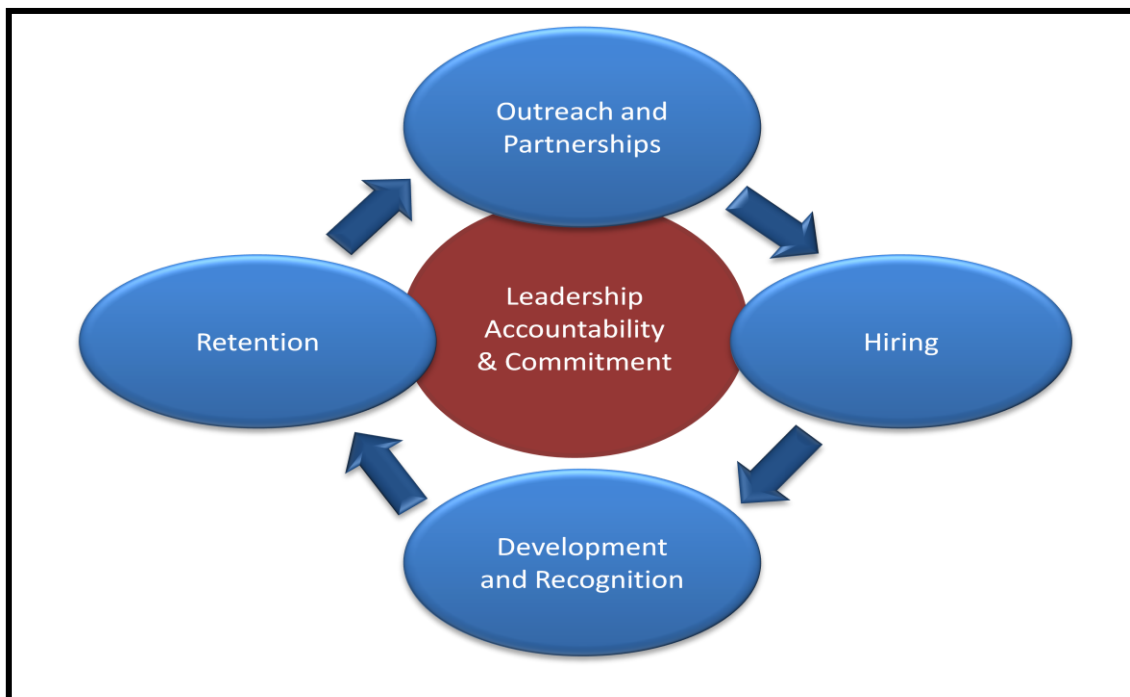 Outreach and
Partnerships
Leadership
Accountability
& Commitment
Retention
Hiring
Development
and Recognition